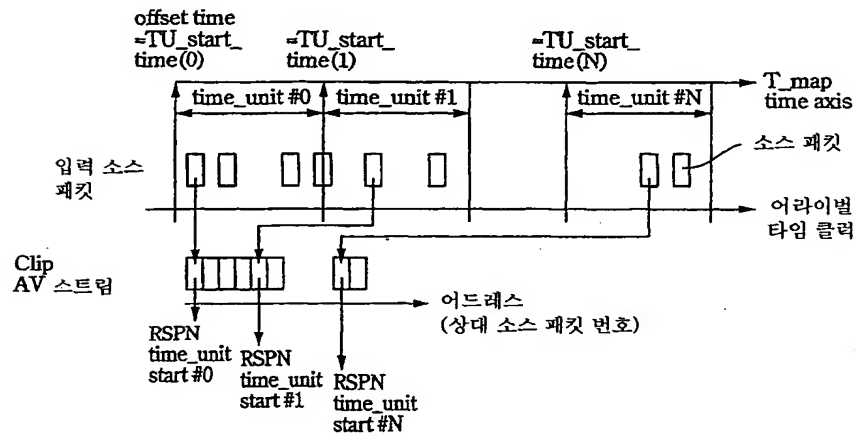 offset time
=TU_start_
time(0)
=TU_start_
time(1)
=TU_start_
time(N)
T_map
time axis
time_unit #0
time_unit #1
time_unit #N
입력 소스
패킷
소스 패킷
어라이벌
타임 클럭
Clip
AV 스트림
어드레스
(상대 소스 패킷 번호)
RSPN
time_unit
start #0
RSPN
time_unit
start #1
RSPN
time_unit
start #N